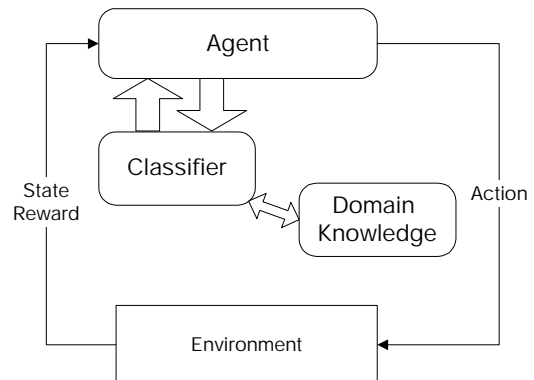 Agent
Classifier
State
Reward
Domain
Knowledge
Action
Environment